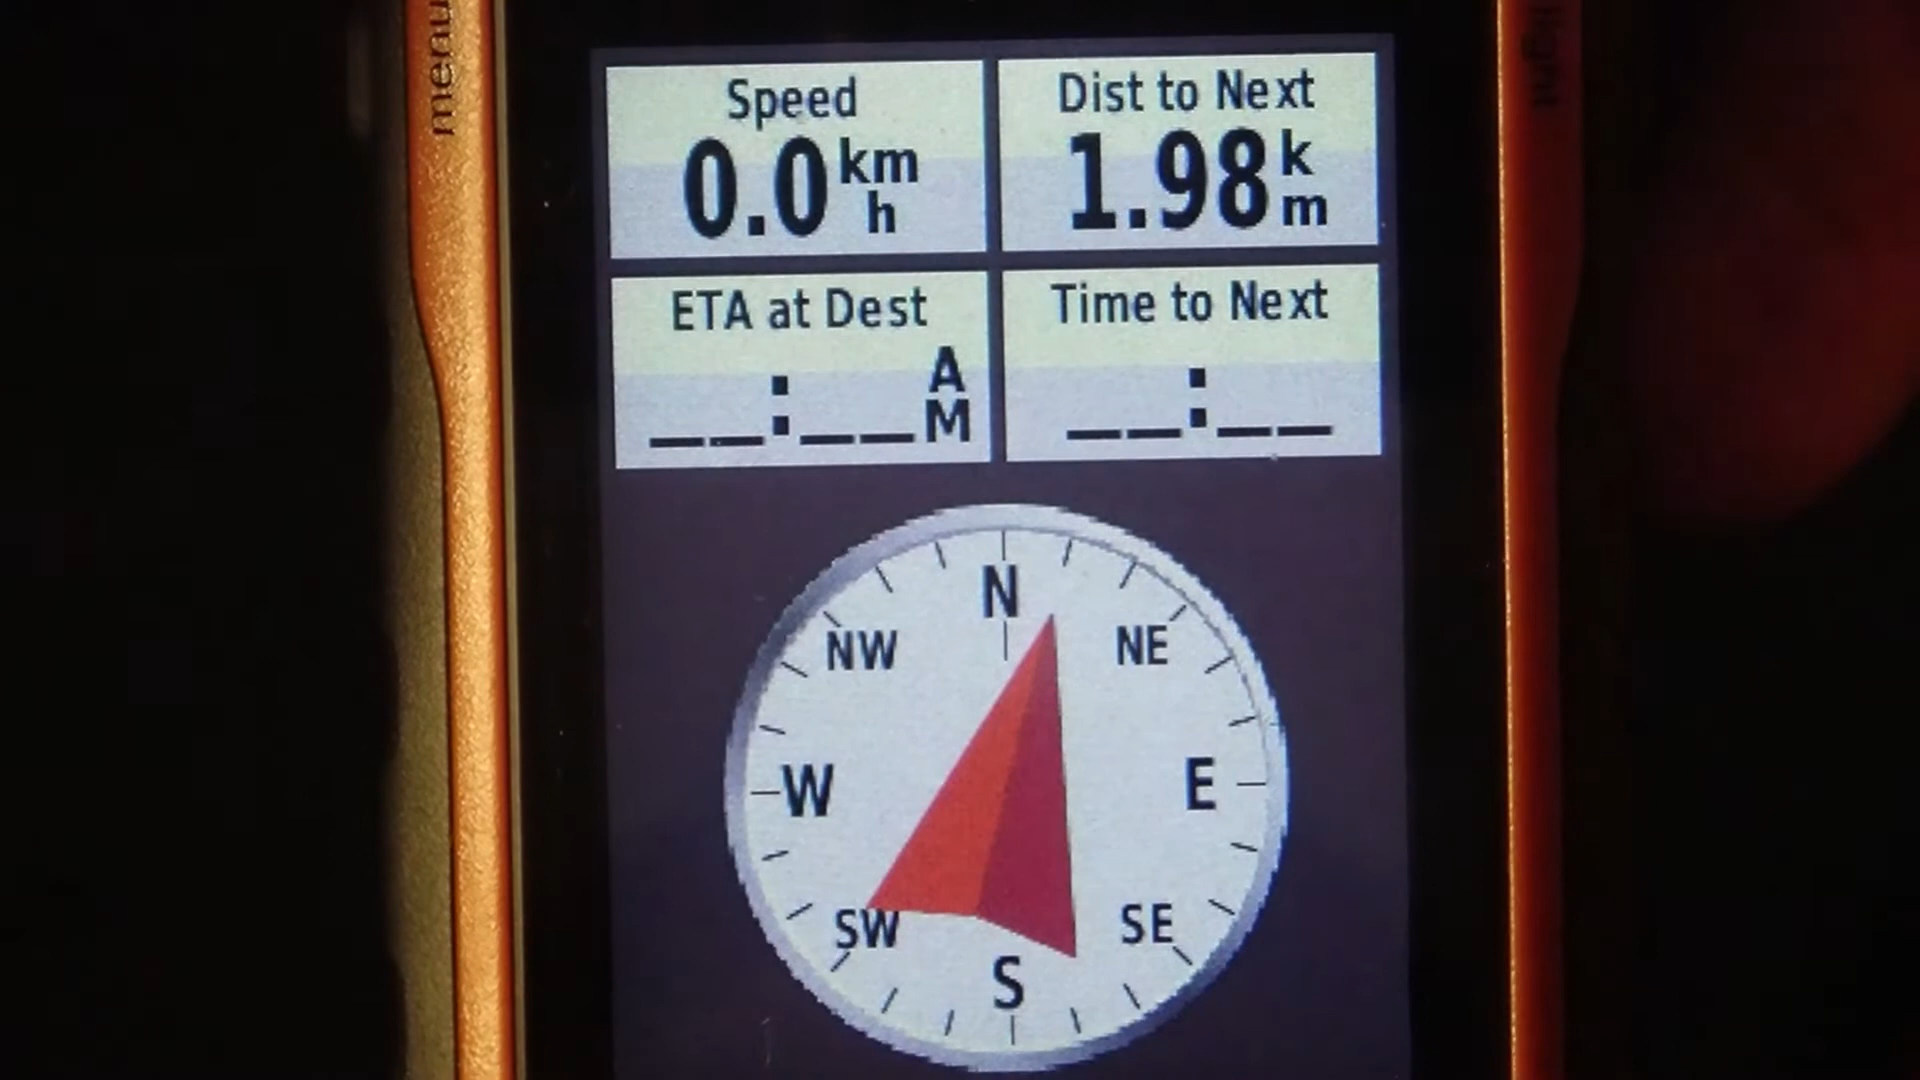 menu
light
Speed
0.0 km h
Dist to Next
1.98 k m
ETA at Dest
__:__ A M
Time to Next
__:__
N
NW
NE
W
E
SW
SE
S